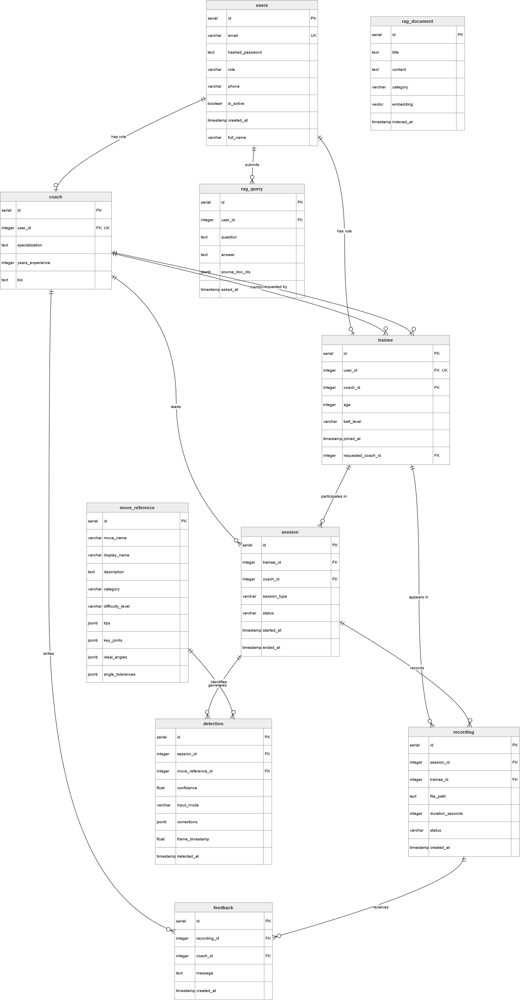 users
serial id PK
varchar email UK
text hashed_password
varchar role
varchar phone
boolean is_active
timestamp created_at
varchar full_name
rag_document
serial id PK
text title
text content
varchar category
vector embedding
timestamp indexed_at
has role
submits
has role
coach
serial id PK
integer user_id FK, UK
text specialization
integer years_experience
text bio
rag_query
serial id PK
integer user_id FK
text question
text answer
jsonb source_doc_ids
timestamp asked_at
mentor
requested by
trainee
serial id PK
integer user_id FK, UK
integer coach_id FK
integer age
varchar belt_level
timestamp joined_at
integer requested_coach_id FK
leads
participates in
move_reference
serial id PK
varchar move_name
varchar display_name
text description
varchar category
varchar difficulty_level
jsonb tips
jsonb key_joints
jsonb ideal_angles
jsonb angle_tolerances
session
serial id PK
integer trainee_id FK
integer coach_id FK
varchar session_type
varchar status
timestamp started_at
timestamp ended_at
appears in
writes
records
identifies
generates
detection
serial id PK
integer session_id FK
integer move_reference_id FK
float confidence
varchar input_mode
jsonb corrections
float frame_timestamp
timestamp detected_at
recording
serial id PK
integer session_id FK
integer trainee_id FK
text file_path
integer duration_seconds
varchar status
timestamp created_at
receives
feedback
serial id PK
integer recording_id FK
integer coach_id FK
text message
timestamp created_at